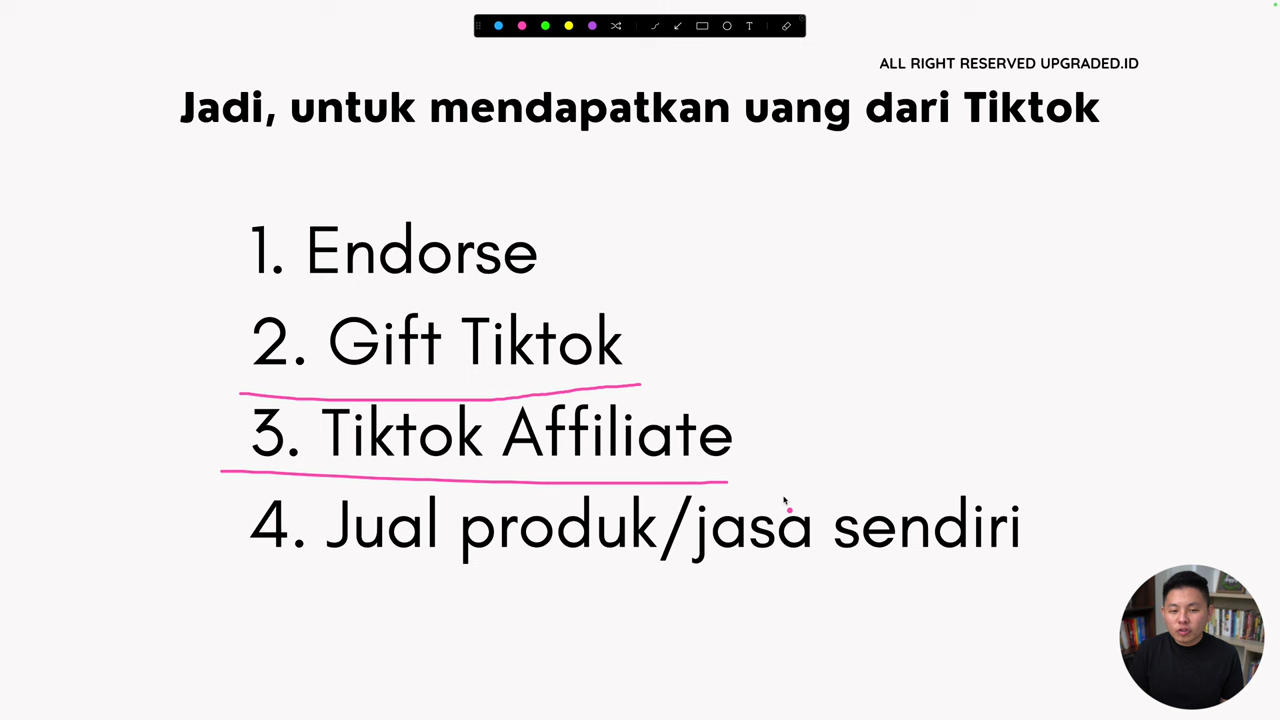 ALL RIGHT RESERVED UPGRADED.ID
Jadi, untuk mendapatkan uang dari Tiktok
1. Endorse
2. Gift Tiktok
3. Tiktok Affiliate
4. Jual produk/jasa sendiri